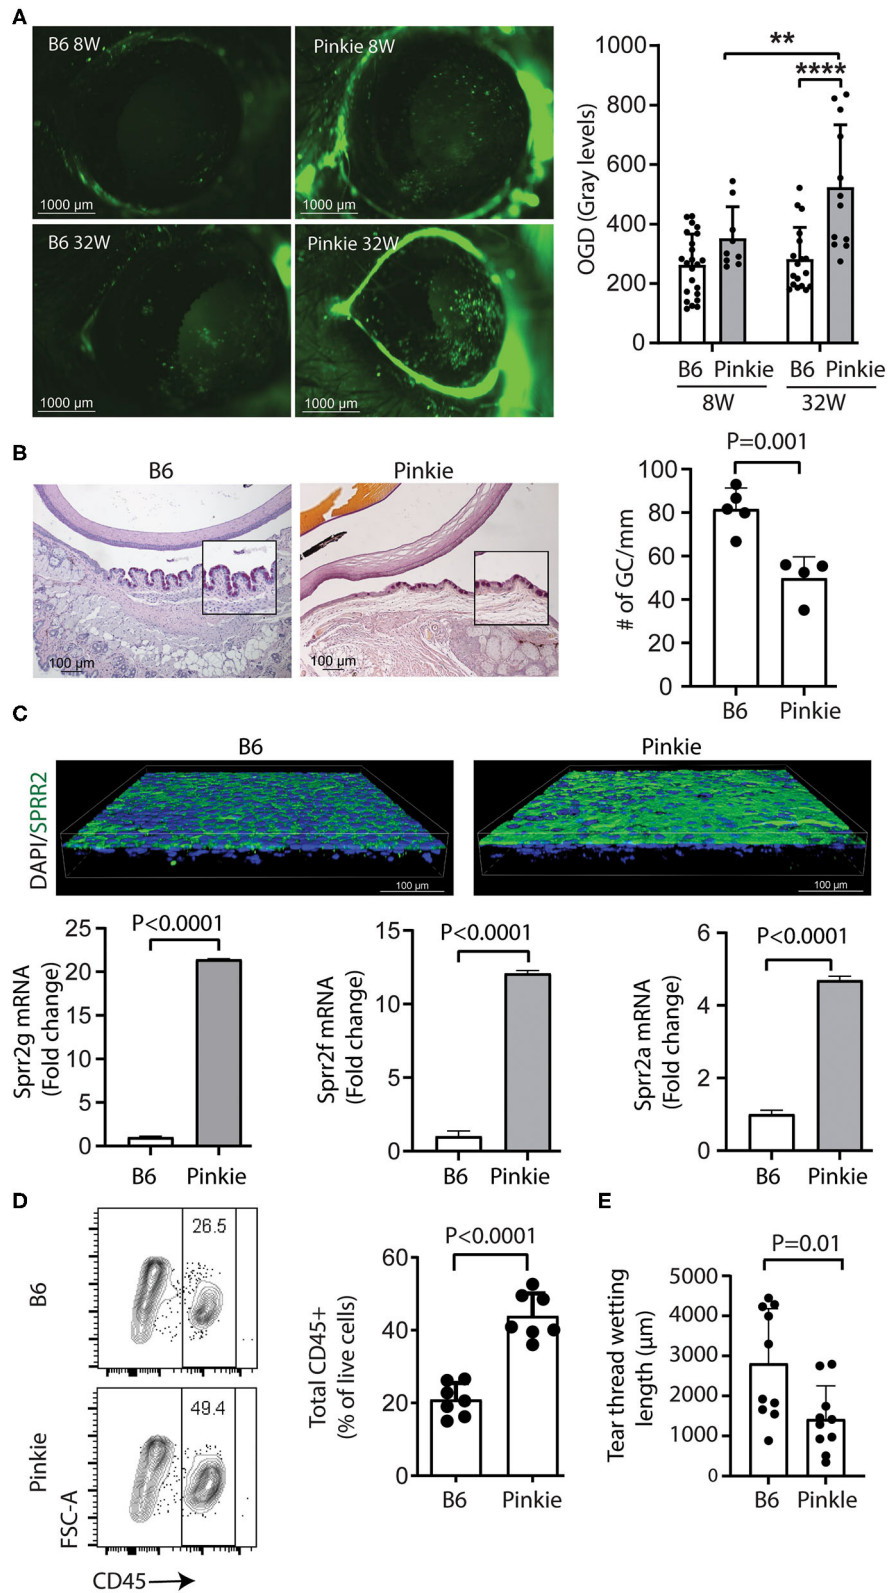 A
B6 8W
Pinkie 8W
1000 µm
1000 µm
B6 32W
Pinkie 32W
1000 µm
1000 µm
OGD (Gray levels)
1000
800
600
400
200
0
**
****
B6 Pinkie B6 Pinkie
8W 32W
B
B6
Pinkie
100 µm
100 µm
P=0.001
# of GC/mm
100
80
60
40
20
0
B6 Pinkie
C
B6
Pinkie
DAPI/SPRR2
100 µm
100 µm
P<0.0001
Sprr2g mRNA
(Fold change)
25
20
15
10
5
0
B6 Pinkie
P<0.0001
Sprr2f mRNA
(Fold change)
15
10
5
0
B6 Pinkie
P<0.0001
Sprr2a mRNA
(Fold change)
6
4
2
0
B6 Pinkie
D
B6
26.5
Pinkie
49.4
FSC-A
CD45
P<0.0001
Total CD45+
(% of live cells)
60
40
20
0
B6 Pinkie
E
P=0.01
Tear thread wetting
length (µm)
5000
4000
3000
2000
1000
0
B6 Pinkle